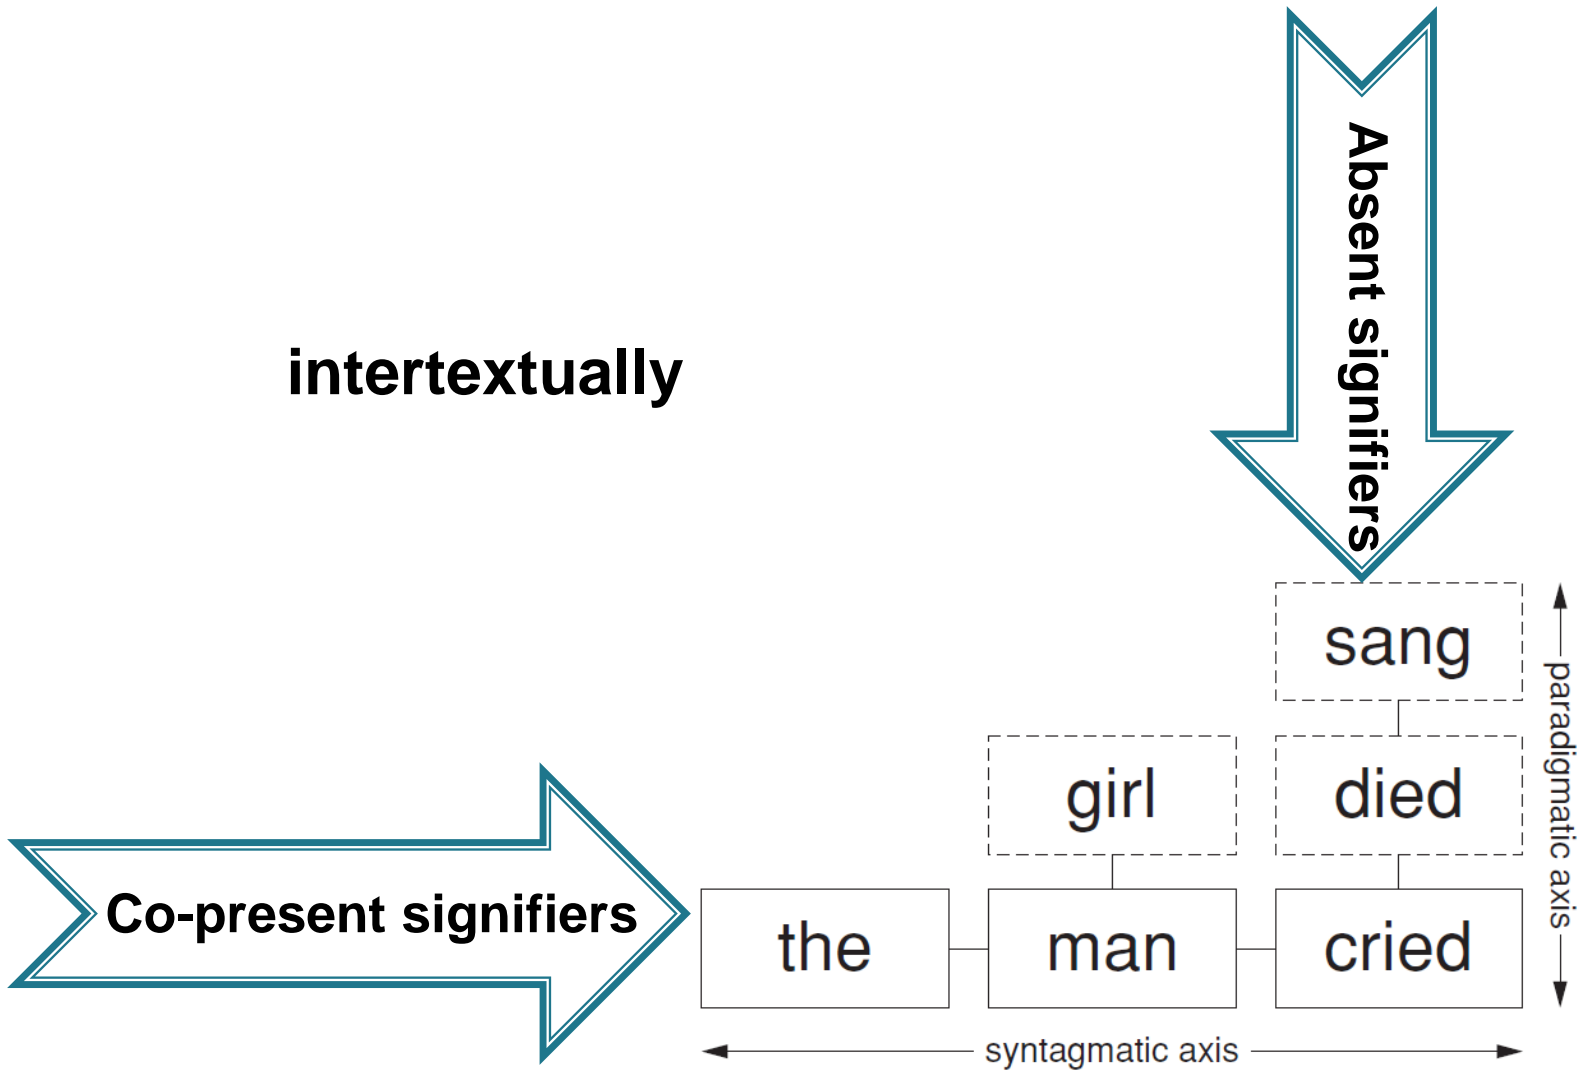 Absent signifiers
intertextually
sang
paradigmatic axis
girl
died
Co-present signifiers
the
man
cried
syntagmatic axis